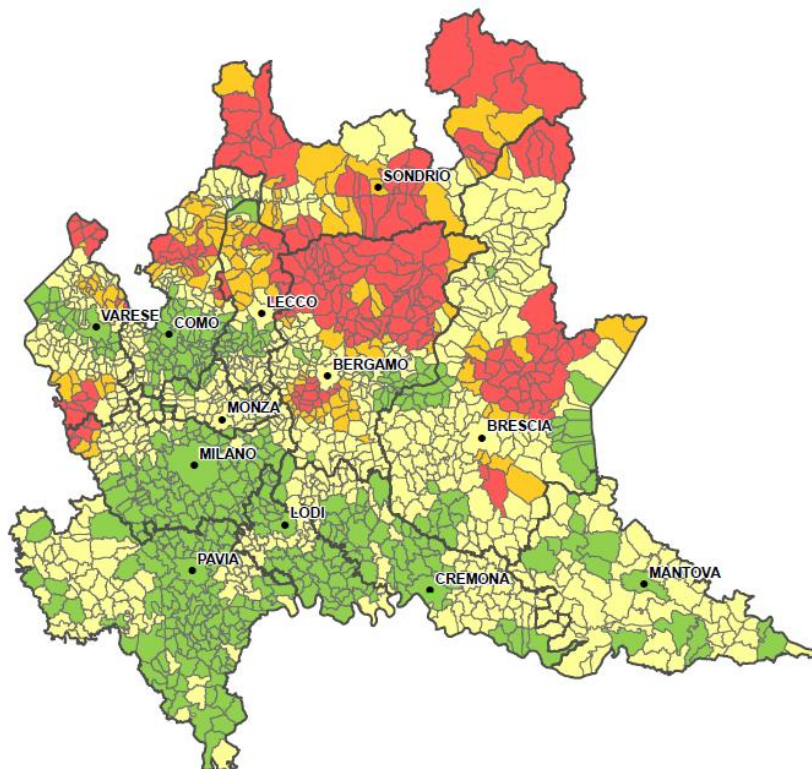 SONDRIO
LECCO
VARESE
COMO
BERGAMO
MONZA
BRESCIA
MILANO
LODI
PAVIA
CREMONA
MANTOVA